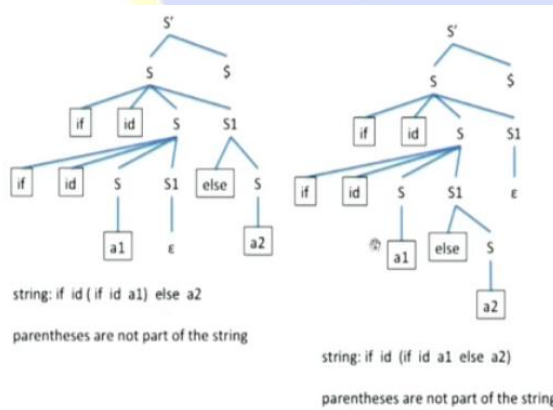 S'
S $
if id S S1
if id S S1 else S
a1 ε a2
string: if id ( if id a1) else a2
parentheses are not part of the string
S'
S $
if id S S1
if id S S1 ε
a1 else S
a2
string: if id (if id a1 else a2)
parentheses are not part of the string